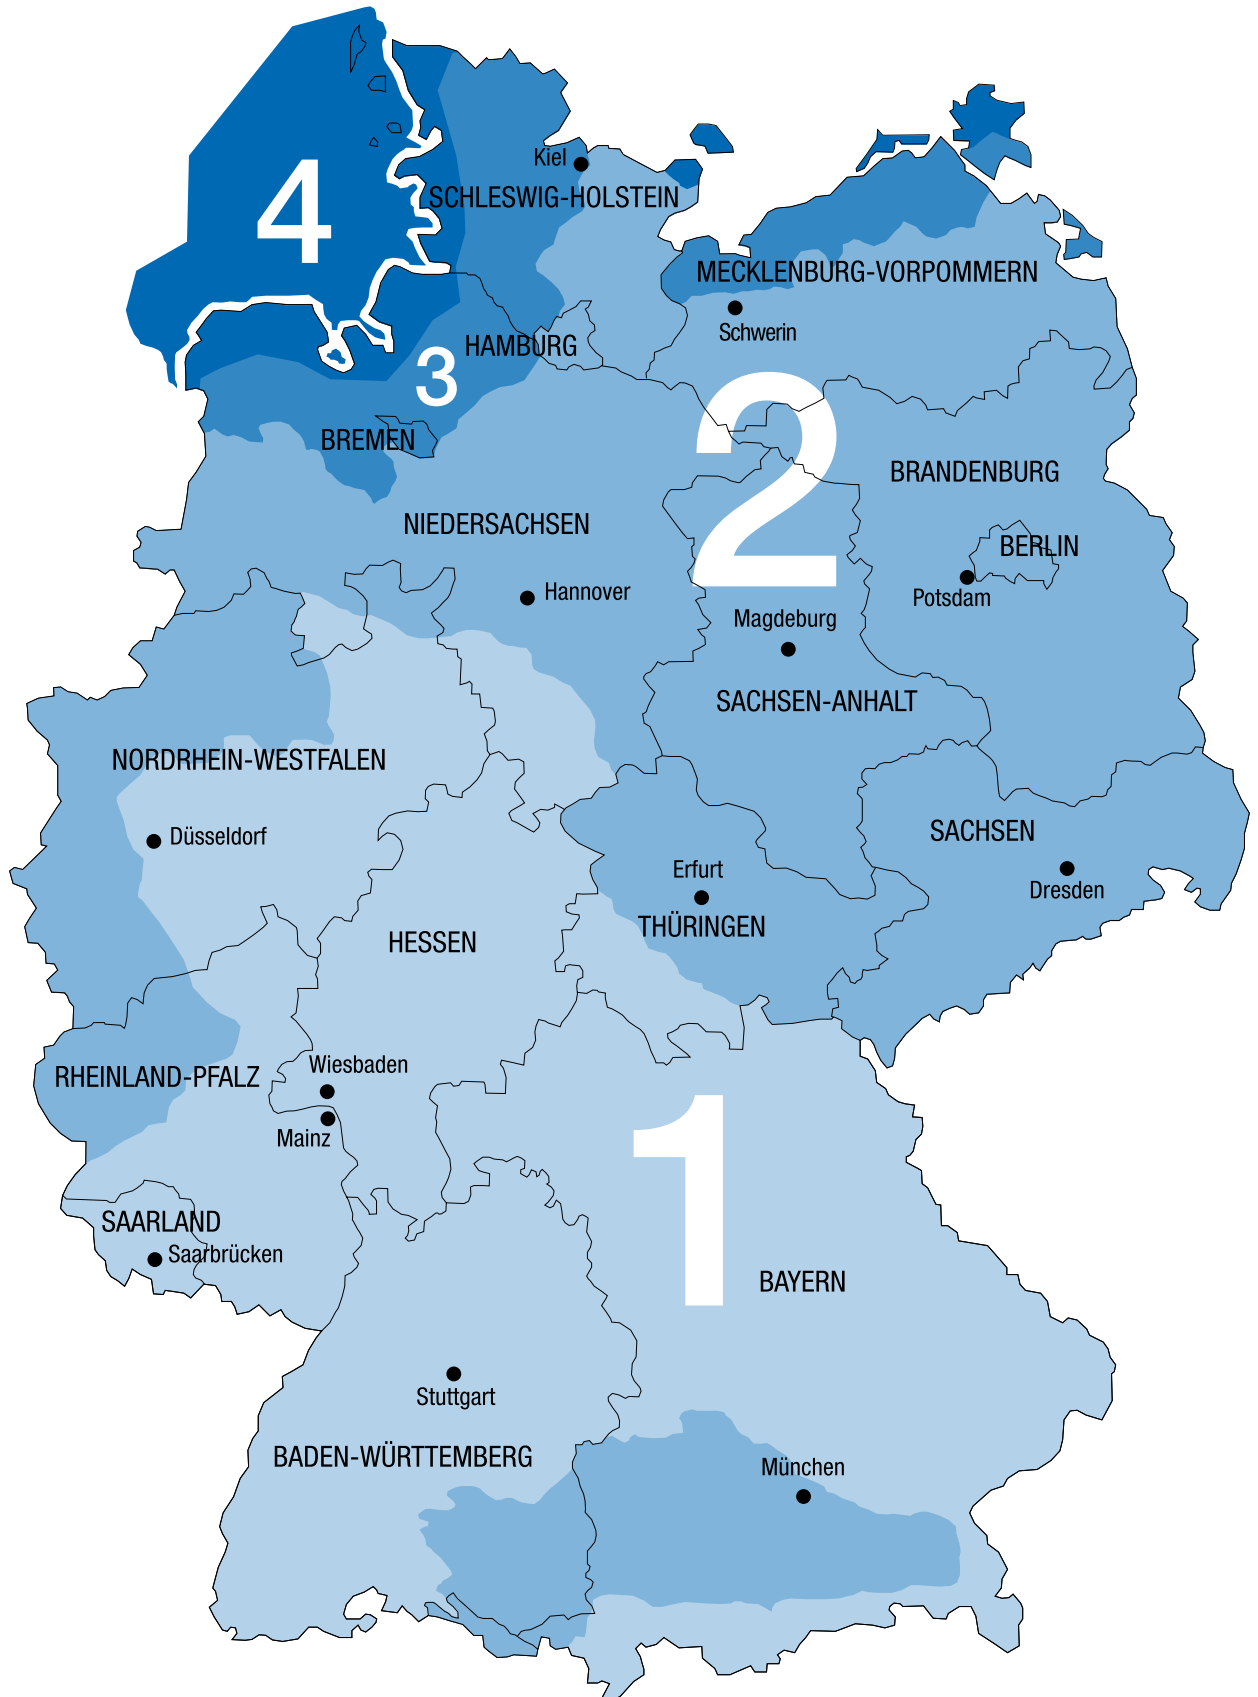 Kiel
4
SCHLESWIG-HOLSTEIN
MECKLENBURG-VORPOMMERN
Schwerin
HAMBURG
3
2
BREMEN
BRANDENBURG
NIEDERSACHSEN
BERLIN
Hannover
Potsdam
Magdeburg
SACHSEN-ANHALT
NORDRHEIN-WESTFALEN
Düsseldorf
SACHSEN
Erfurt
Dresden
THÜRINGEN
HESSEN
Wiesbaden
RHEINLAND-PFALZ
Mainz
1
SAARLAND
Saarbrücken
BAYERN
Stuttgart
BADEN-WÜRTTEMBERG
München